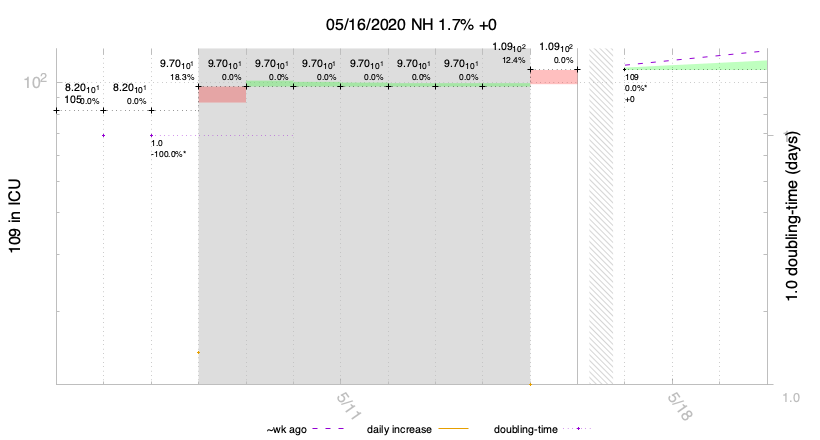 05/16/2020 NH 1.7% +0
1.09102 1.09102
12.4% 0.0%
9.70101 9.70101 9.70101 9.70101 9.70101 9.70101 9.70101
18.3% 0.0% 0.0% 0.0% 0.0% 0.0% 0.0%
102
8.20101 8.20101
105 0.0% 0.0%
109
0.0%*
+0
1.0
-100.0%*
109 in ICU
1.0 doubling-time (days)
1.0
5/11 5/18
~wk ago daily increase doubling-time